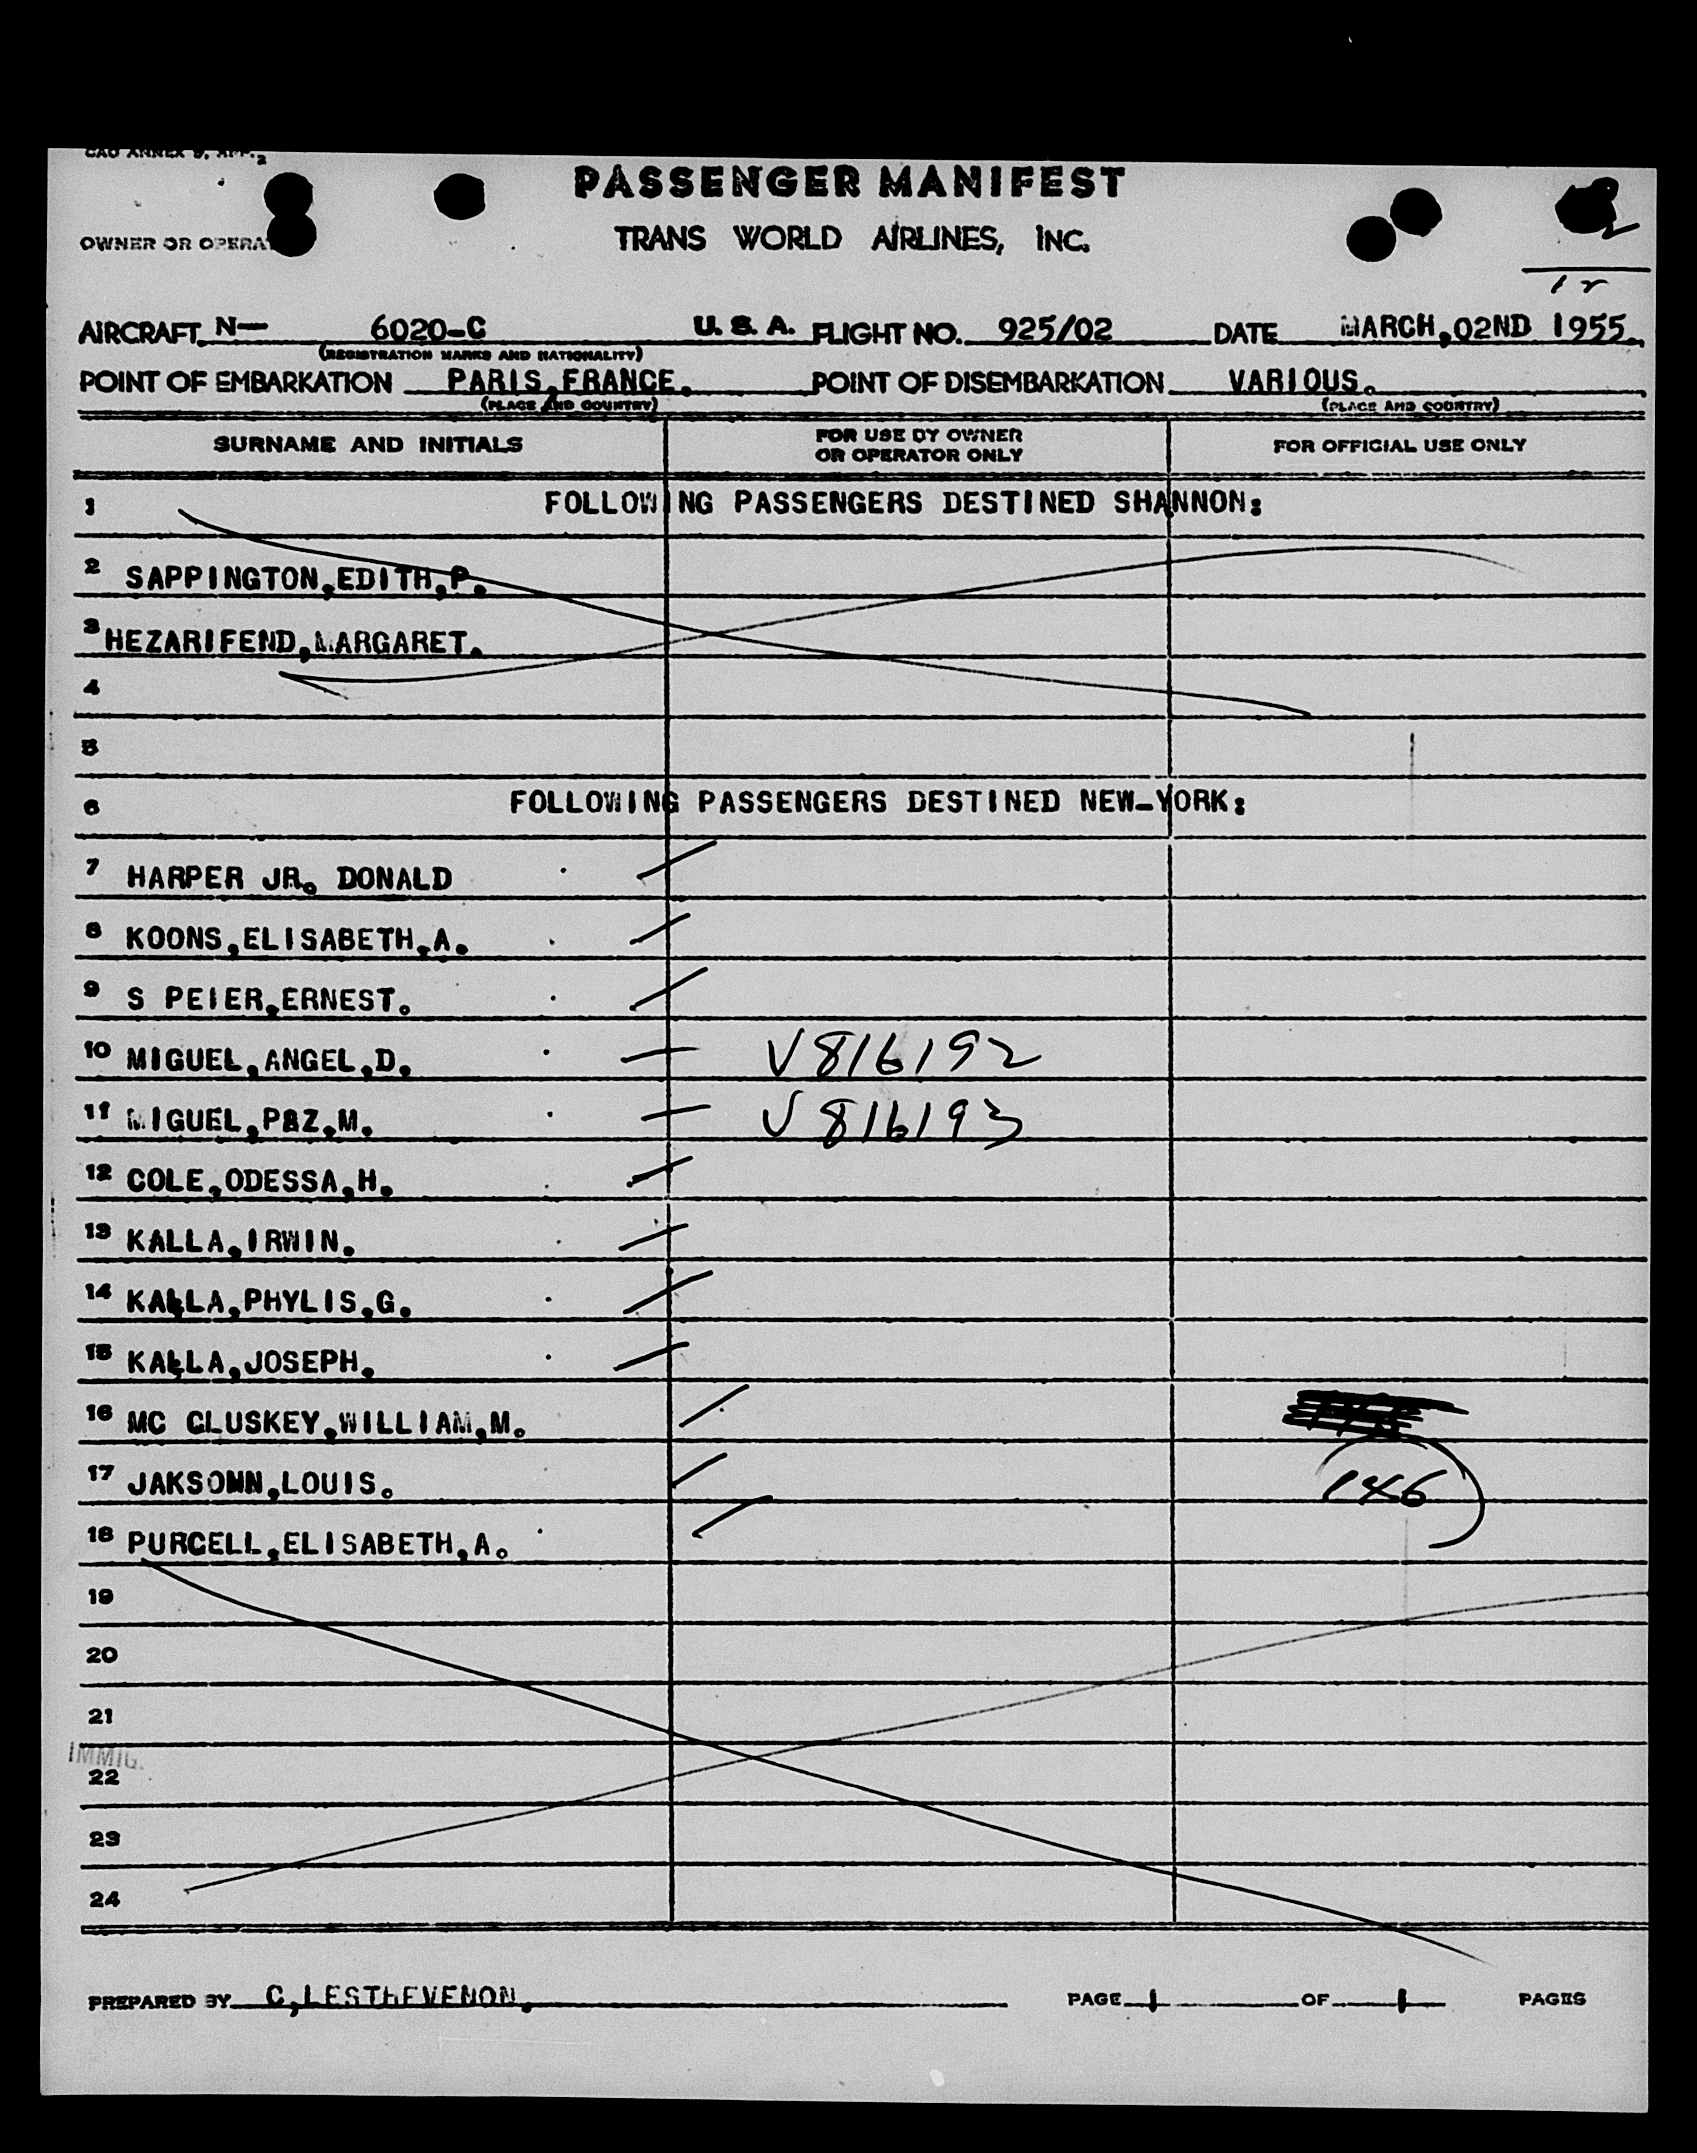 PASSENGER MANIFEST
OWNER OR OPERA
TRANS WORLD AIRLINES, INC.
2
12
AIRCRAFT N- 6020-C U. S. A. FLIGHT NO. 925/02 DATE MARCH,02ND 1955.
(REGISTRATION MARKS AND NATIONALITY)
POINT OF EMBARKATION PARIS,FRANCE. POINT OF DISEMBARKATION VARIOUS.
(PLACE AND COUNTRY) (PLACE AND COUNTRY)
SURNAME AND INITIALS FOR USE BY OWNER OR OPERATOR ONLY FOR OFFICIAL USE ONLY
1 FOLLOWING PASSENGERS DESTINED SHANNON:
2 SAPPINGTON,EDITH,P.
3 HEZARIFEND,MARGARET.
4
5
6 FOLLOWING PASSENGERS DESTINED NEW-YORK:
7 HARPER JR. DONALD
8 KOONS,ELISABETH,A.
9 S PEIER,ERNEST.
10 MIGUEL,ANGEL,D. V816192
11 MIGUEL,PAZ,M. V816193
12 COLE,ODESSA,H.
13 KALLA,IRWIN.
14 KALLA,PHYLIS,G.
15 KALLA,JOSEPH.
16 MC CLUSKEY,WILLIAM,M.
17 JAKSOMN,LOUIS. 146
18 PURCELL,ELISABETH,A.
19
20
21
IMMIG.
22
23
24
PREPARED BY C,LESTHEVENON. PAGE 1 OF 1 PAGES